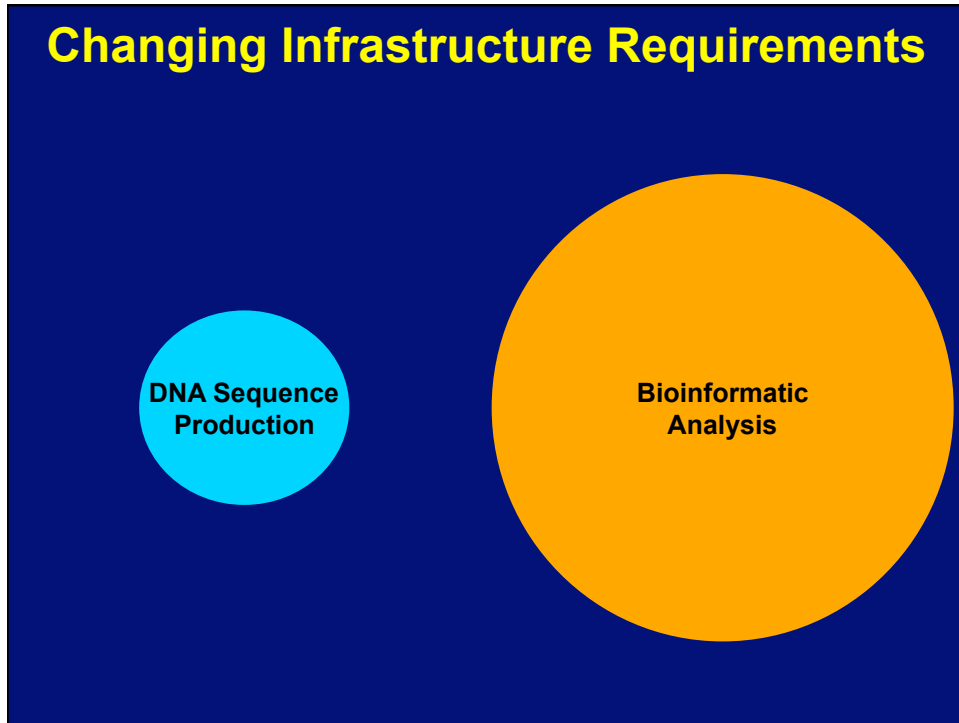 Changing Infrastructure Requirements
DNA Sequence
Production
Bioinformatic
Analysis